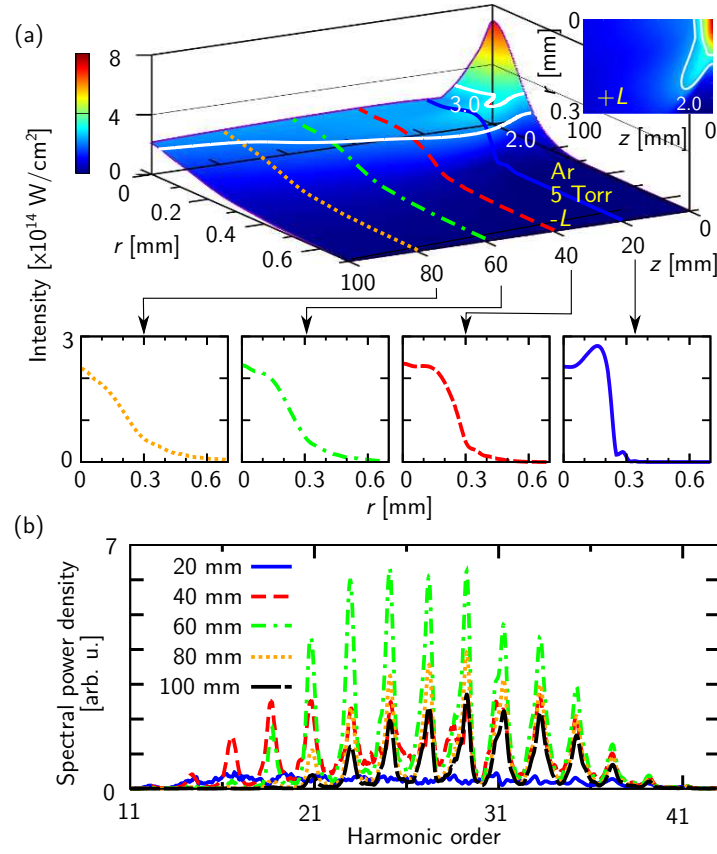 (a)
Intensity [x10¹⁴ W/cm²]
8
4
0
0
0.2
0.4
0.6
r [mm]
3.0
2.0
Ar
5 Torr
-L
100
80
60
40
20
0
z [mm]
0
0.3
r [mm]
+L
2.0
100
0
z [mm]
3
0
0 0.3 0.6
0 0.3 0.6
0 0.3 0.6
0 0.3 0.6
r [mm]
(b)
Spectral power density
[arb. u.]
7
0
20 mm
40 mm
60 mm
80 mm
100 mm
11 21 31 41
Harmonic order